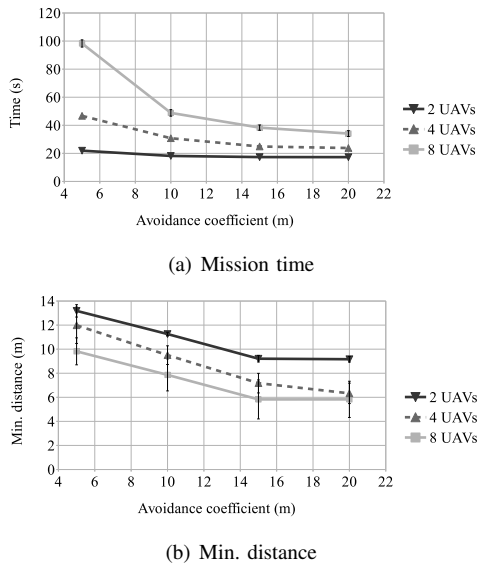 120
100
80
60
40
20
0
Time (s)
4 6 8 10 12 14 16 18 20 22
Avoidance coefficient (m)
2 UAVs
4 UAVs
8 UAVs
(a) Mission time
14
12
10
8
6
4
2
0
Min. distance (m)
4 6 8 10 12 14 16 18 20 22
Avoidance coefficient (m)
2 UAVs
4 UAVs
8 UAVs
(b) Min. distance